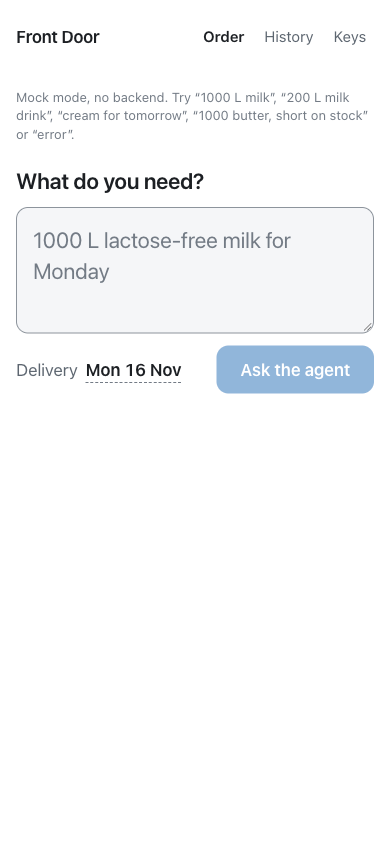 Front Door
Order
History
Keys
Mock mode, no backend. Try “1000 L milk”, “200 L milk
drink”, “cream for tomorrow”, “1000 butter, short on stock”
or “error”.
What do you need?
1000 L lactose-free milk for
Monday
Delivery Mon 16 Nov
Ask the agent